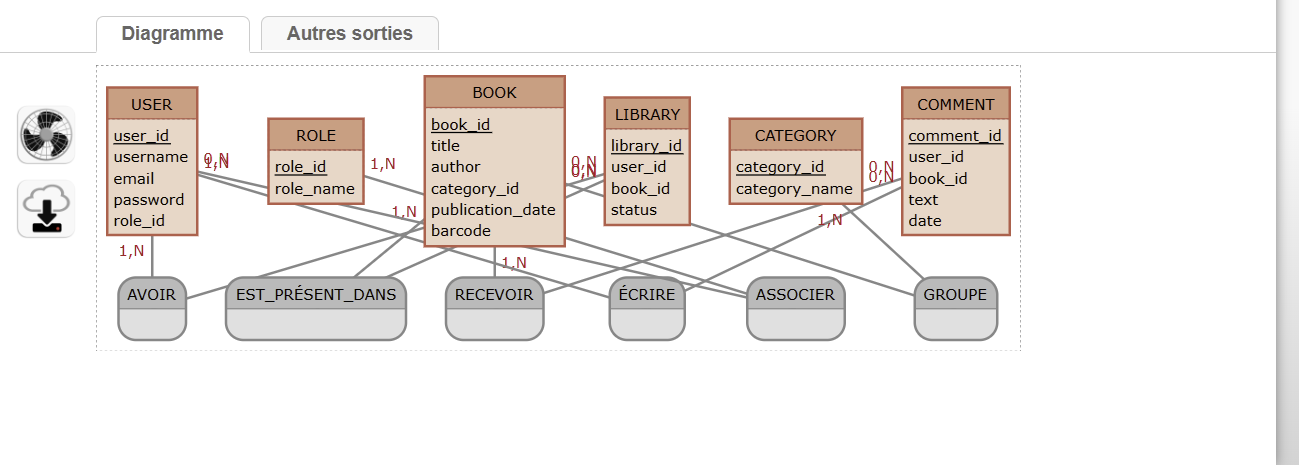 Diagramme
Autres sorties
USER
user_id
username
email
password
role_id
ROLE
role_id
role_name
BOOK
book_id
title
author
category_id
publication_date
barcode
LIBRARY
library_id
user_id
book_id
status
CATEGORY
category_id
category_name
COMMENT
comment_id
user_id
book_id
text
date
0,N
1,N
1,N
1,N
0,N
0,N
0,N
0,N
1,N
1,N
1,N
AVOIR
EST_PRÉSENT_DANS
RECEVOIR
ÉCRIRE
ASSOCIER
GROUPE